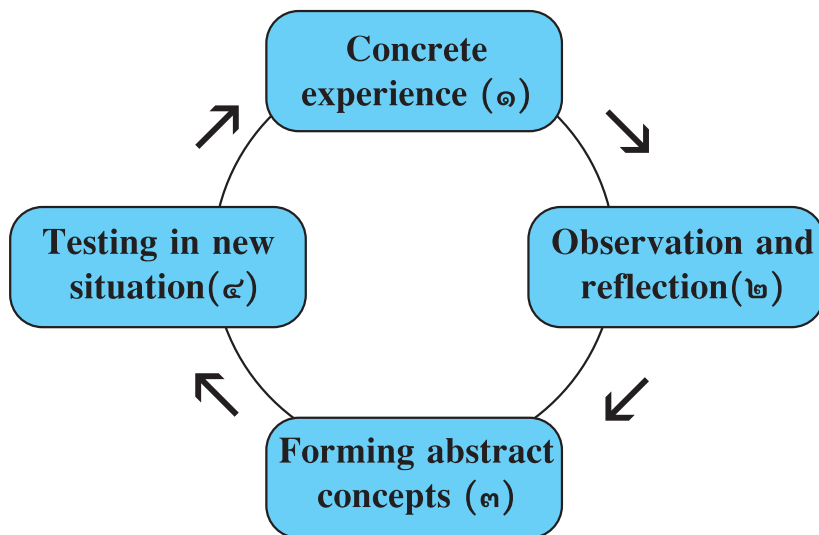 Concrete
experience (๑)
Observation and
reflection(๒)
Forming abstract
concepts (๓)
Testing in new
situation(๔)